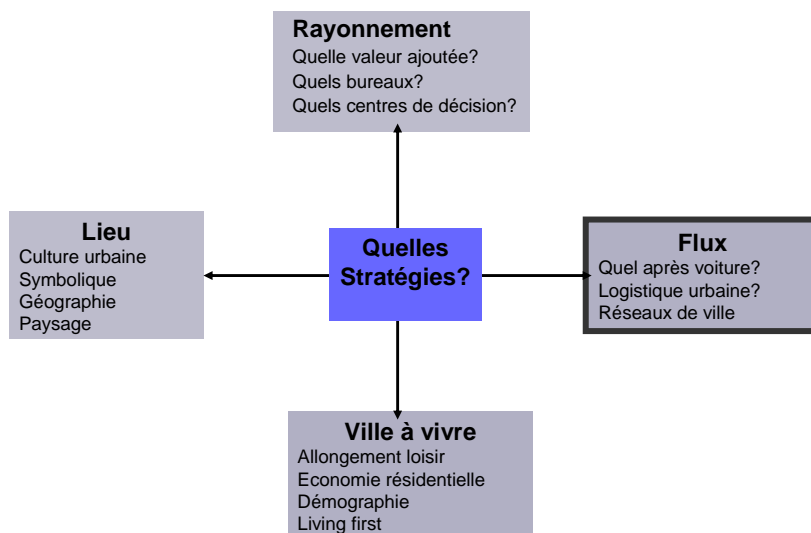 Rayonnement
Quelle valeur ajoutée?
Quels bureaux?
Quels centres de décision?
Lieu
Culture urbaine
Symbolique
Géographie
Paysage
Quelles
Stratégies?
Flux
Quel après voiture?
Logistique urbaine?
Réseaux de ville
Ville à vivre
Allongement loisir
Economie résidentielle
Démographie
Living first